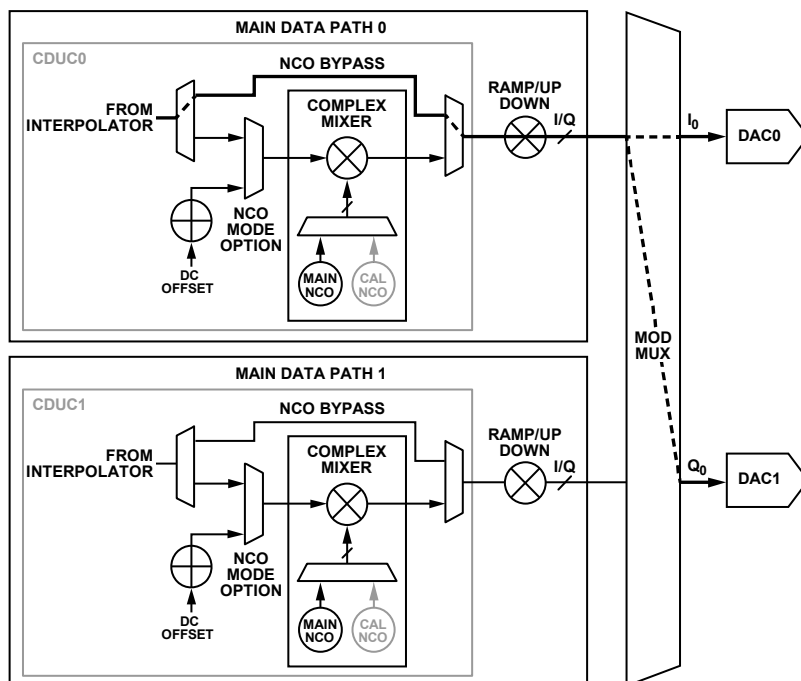 MAIN DATA PATH 0
CDUC0
NCO BYPASS
FROM
INTERPOLATOR
COMPLEX
MIXER
RAMP/UP
DOWN
I/Q
I0
DAC0
NCO
MODE
OPTION
DC
OFFSET
MAIN
NCO
CAL
NCO
MOD
MUX
MAIN DATA PATH 1
CDUC1
NCO BYPASS
FROM
INTERPOLATOR
COMPLEX
MIXER
RAMP/UP
DOWN
I/Q
Q0
DAC1
NCO
MODE
OPTION
DC
OFFSET
MAIN
NCO
CAL
NCO